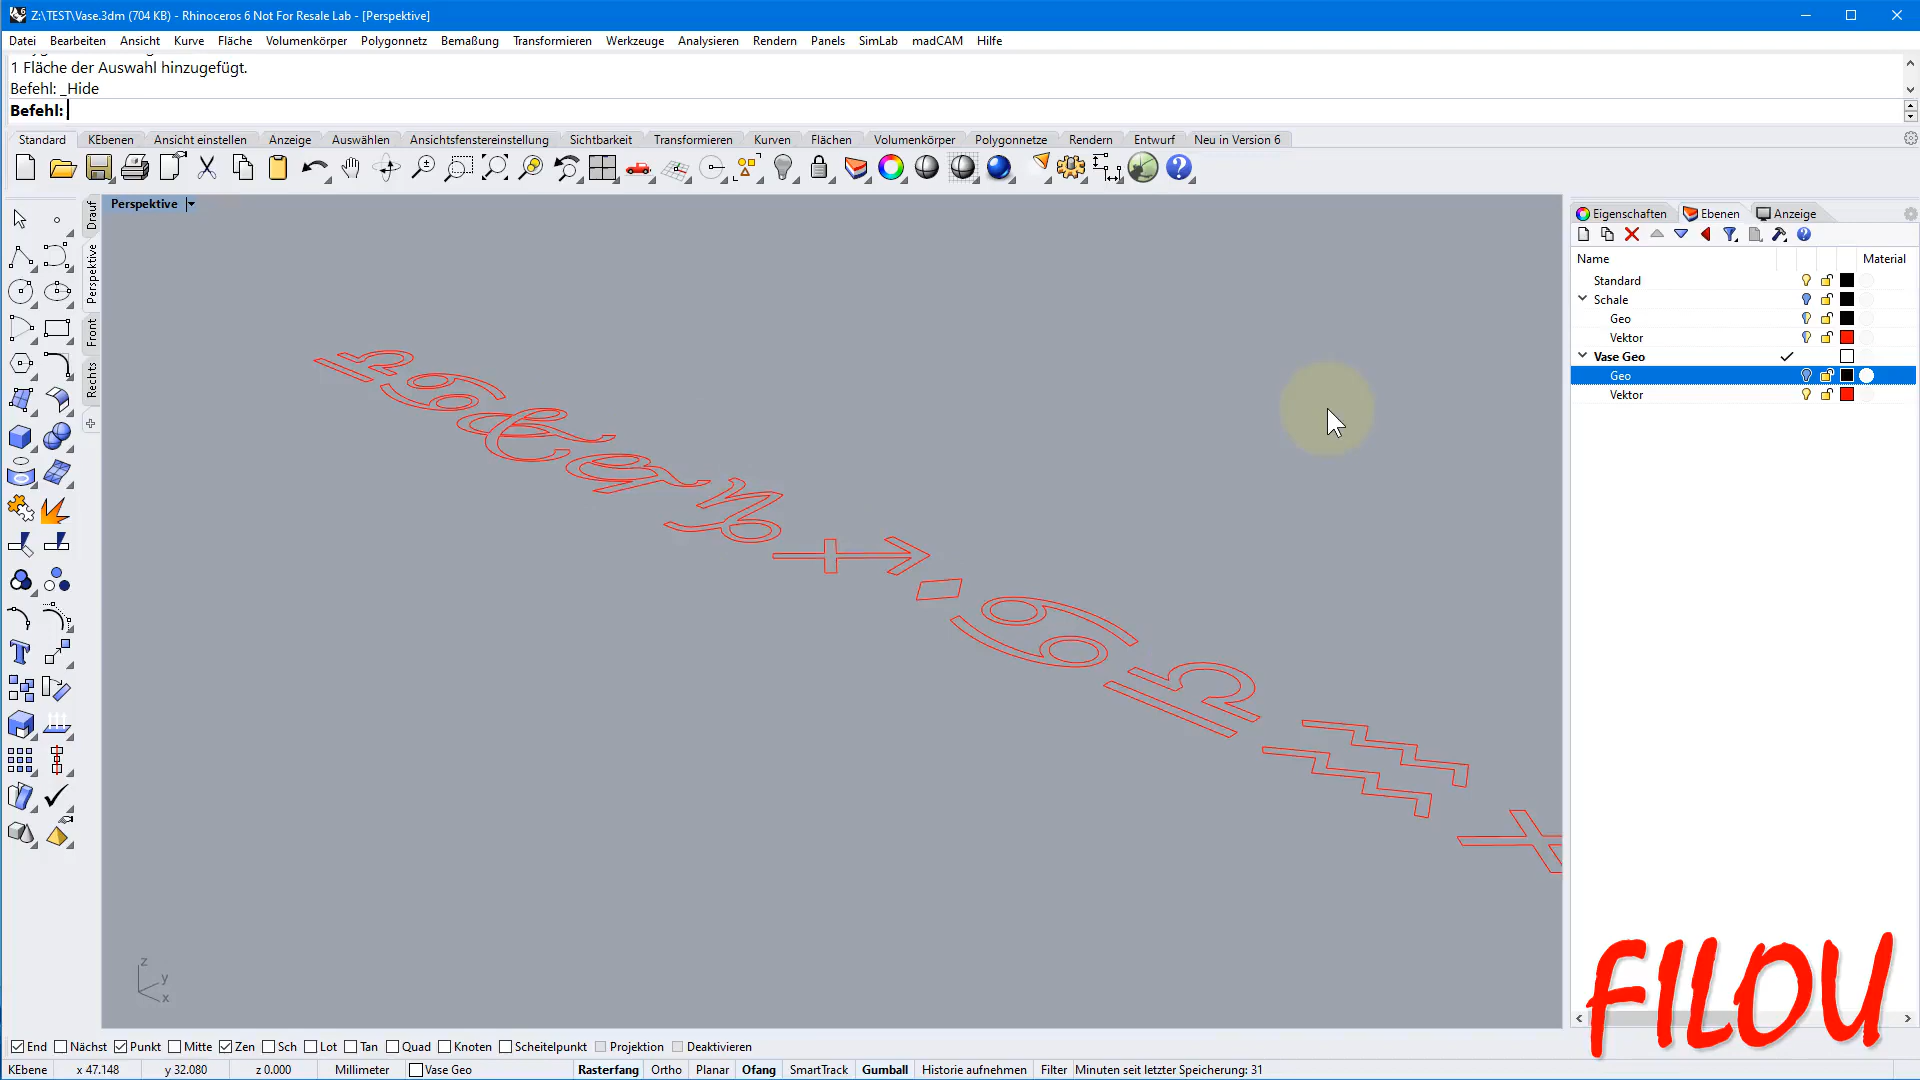 Z:\TEST\Vase.3dm (704 KB) - Rhinoceros 6 Not For Resale Lab - [Perspektive]
Datei Bearbeiten Ansicht Kurve Fläche Volumenkörper Polygonnetz Bemaßung Transformieren Werkzeuge Analysieren Rendern Panels SimLab madCAM Hilfe
1 Fläche der Auswahl hinzugefügt.
Befehl: _Hide
Befehl:
Standard KEbenen Ansicht einstellen Anzeige Auswählen Ansichtsfenstereinstellung Sichtbarkeit Transformieren Kurven Flächen Volumenkörper Polygonnetze Rendern Entwurf Neu in Version 6
Perspektive
Drauf
Perspektive
Front
Rechts
Eigenschaften Ebenen Anzeige
Name Material
Standard
Schale
Geo
Vektor
Vase Geo
Geo
Vektor
z
y
x
FILOU
End Nächst Punkt Mitte Zen Sch Lot Tan Quad Knoten Scheitelpunkt Projektion Deaktivieren
KEbene x 47.148 y 32.080 z 0.000 Millimeter Vase Geo Rasterfang Ortho Planar Ofang SmartTrack Gumball Historie aufnehmen Filter Minuten seit letzter Speicherung: 31